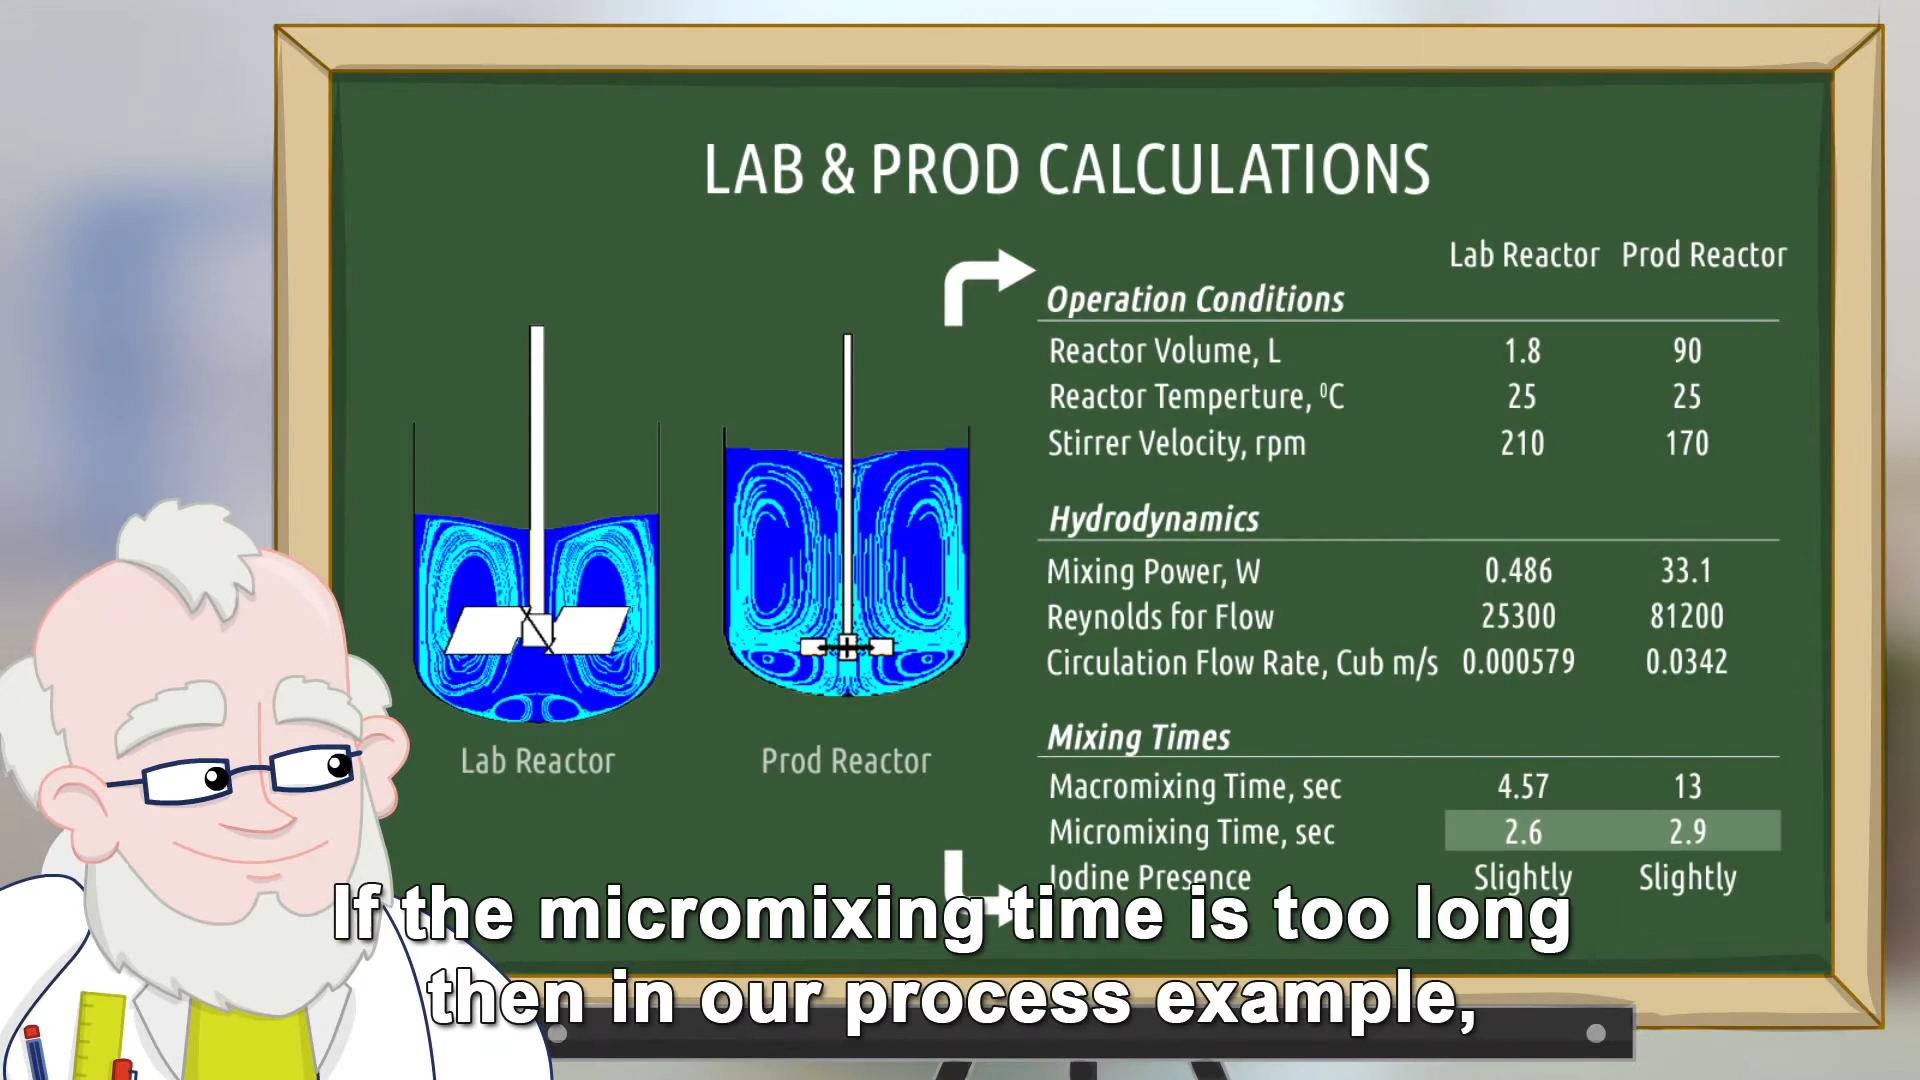 LAB & PROD CALCULATIONS
Lab Reactor Prod Reactor
Operation Conditions
Reactor Volume, L 1.8 90
Reactor Temperture, ⁰C 25 25
Stirrer Velocity, rpm 210 170
Hydrodynamics
Mixing Power, W 0.486 33.1
Reynolds for Flow 25300 81200
Circulation Flow Rate, Cub m/s 0.000579 0.0342
Mixing Times
Macromixing Time, sec 4.57 13
Micromixing Time, sec 2.6 2.9
Iodine Presence Slightly Slightly
Lab Reactor Prod Reactor
If the micromixing time is too long
then in our process example,